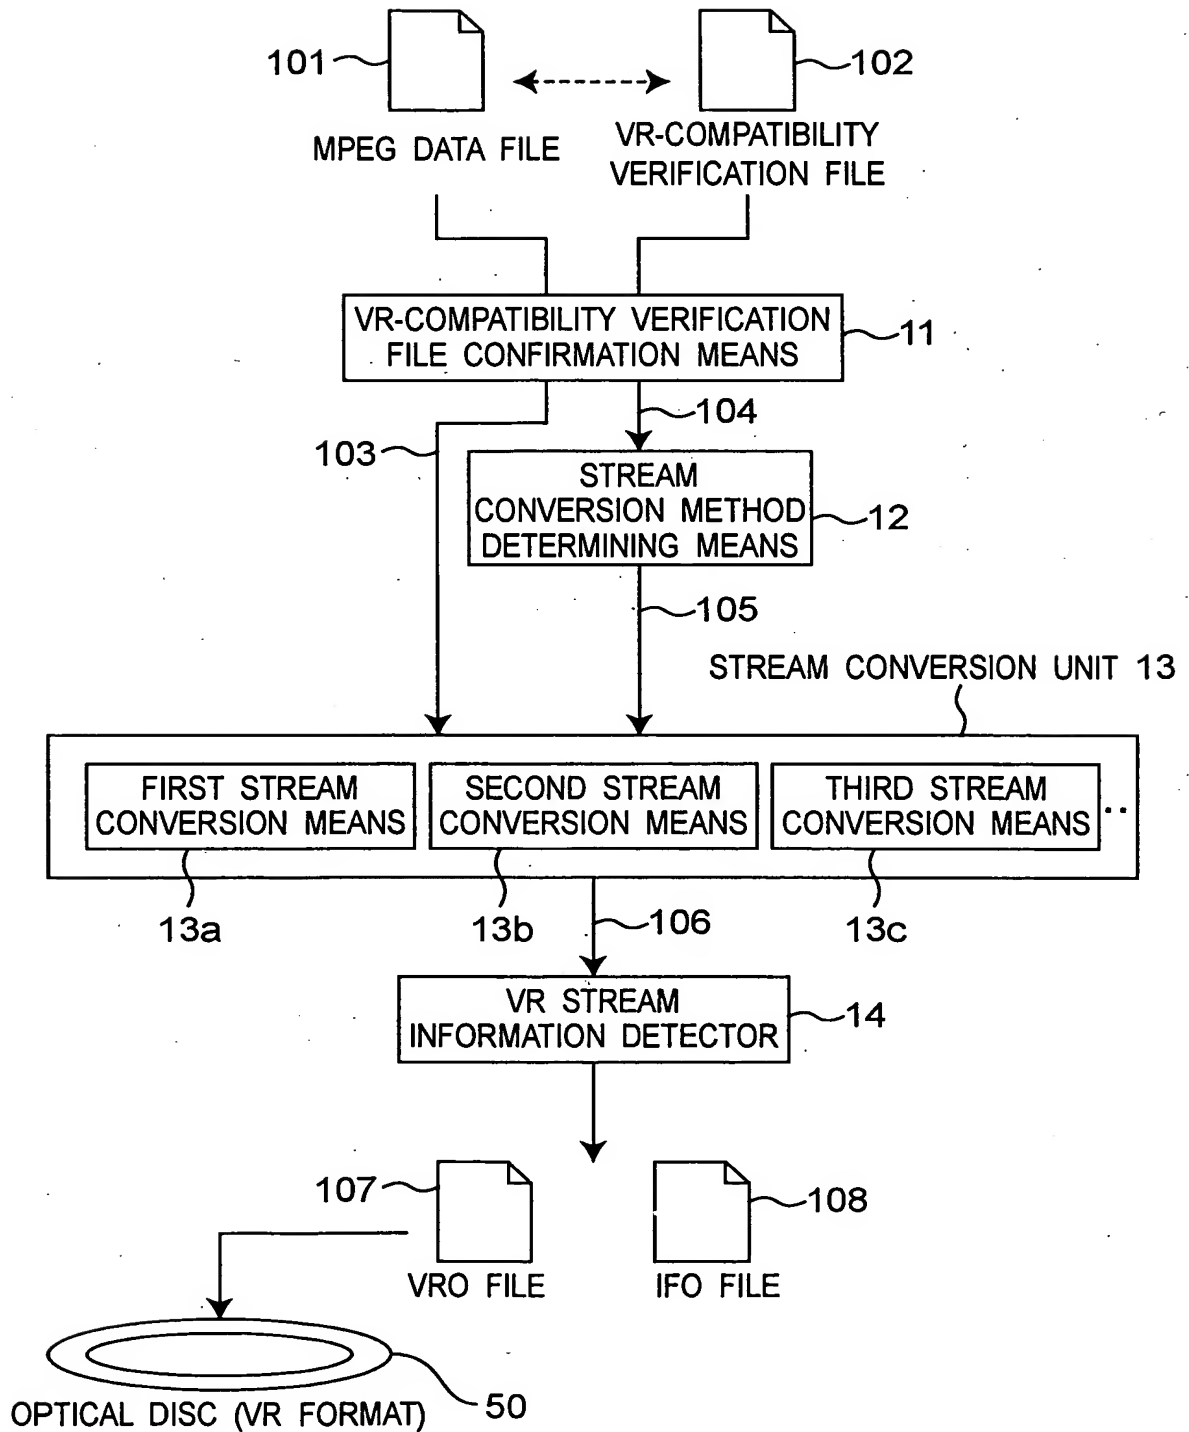 101
102
MPEG DATA FILE
VR-COMPATIBILITY
VERIFICATION FILE
VR-COMPATIBILITY VERIFICATION
FILE CONFIRMATION MEANS
11
104
103
STREAM
CONVERSION METHOD
DETERMINING MEANS
12
105
STREAM CONVERSION UNIT 13
FIRST STREAM
CONVERSION MEANS
SECOND STREAM
CONVERSION MEANS
THIRD STREAM
CONVERSION MEANS
..
13a
13b
106
13c
VR STREAM
INFORMATION DETECTOR
14
107
108
VRO FILE
IFO FILE
50
OPTICAL DISC (VR FORMAT)